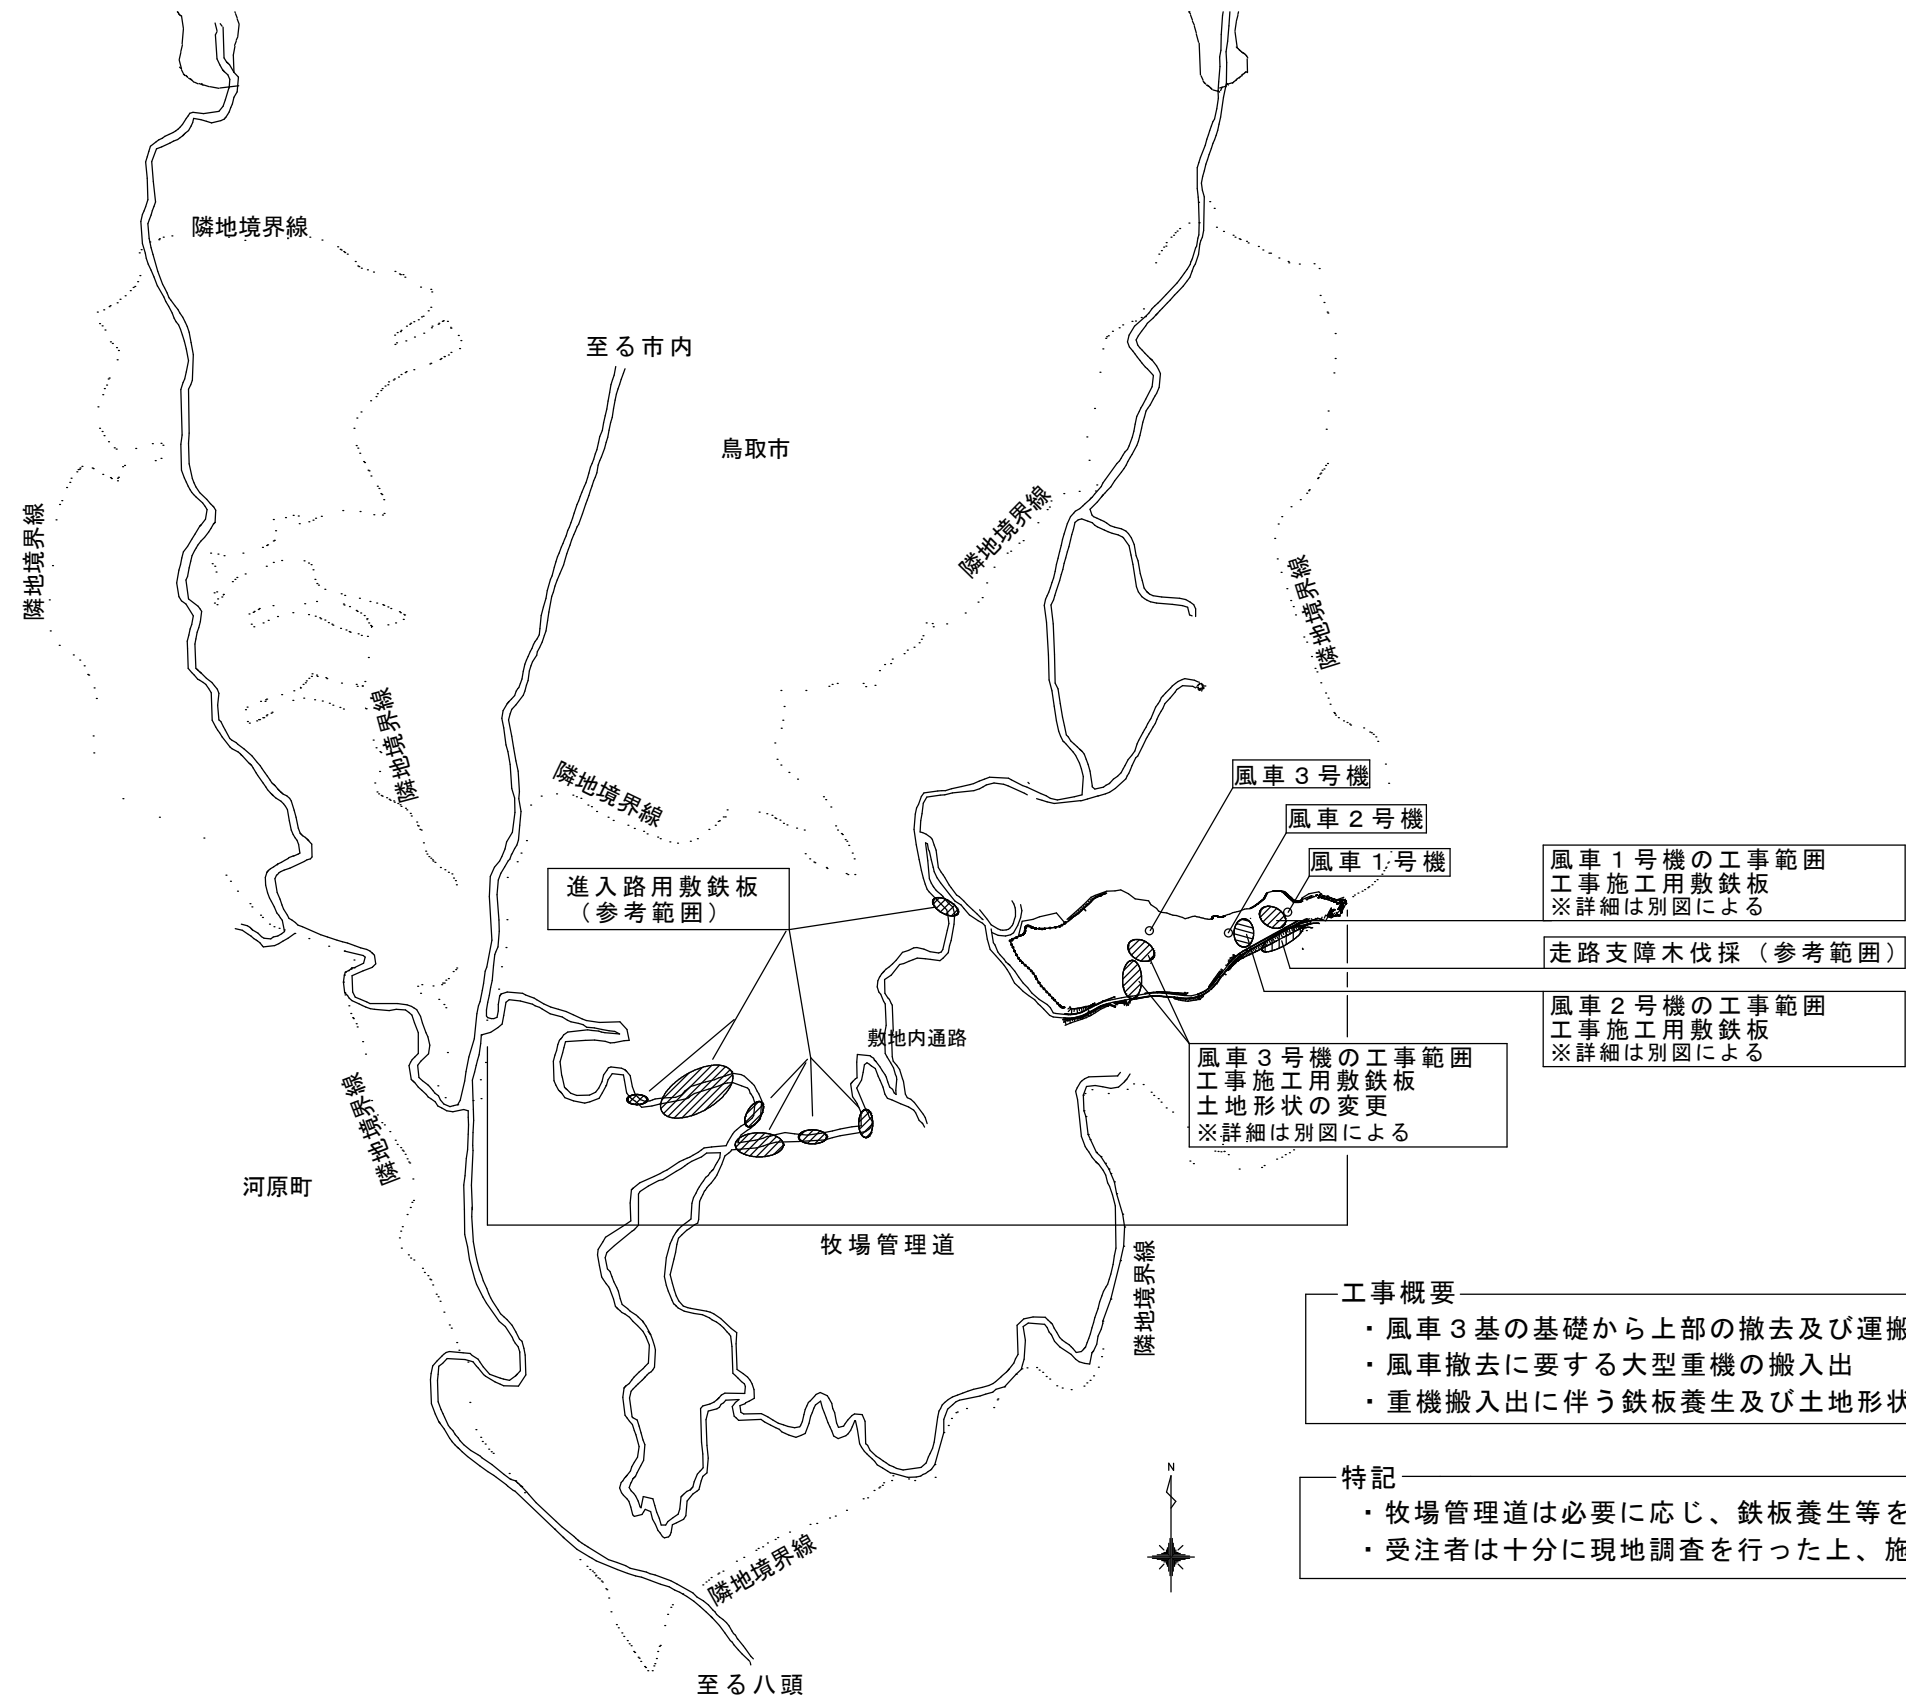 隣地境界線
至る市内
鳥取市
隣地境界線
隣地境界線
隣地境界線
隣地境界線
隣地境界線
風車３号機
風車２号機
風車１号機
進入路用敷鉄板
（参考範囲）
風車１号機の工事範囲
工事施工用敷鉄板
※詳細は別図による
走路支障木伐採（参考範囲）
風車２号機の工事範囲
工事施工用敷鉄板
※詳細は別図による
敷地内通路
風車３号機の工事範囲
工事施工用敷鉄板
土地形状の変更
※詳細は別図による
隣地境界線
河原町
牧場管理道
隣地境界線
工事概要
・風車３基の基礎から上部の撤去及び運搬
・風車撤去に要する大型重機の搬入出
・重機搬入出に伴う鉄板養生及び土地形状
N
特記
・牧場管理道は必要に応じ、鉄板養生等を
・受注者は十分に現地調査を行った上、施
隣地境界線
至る八頭